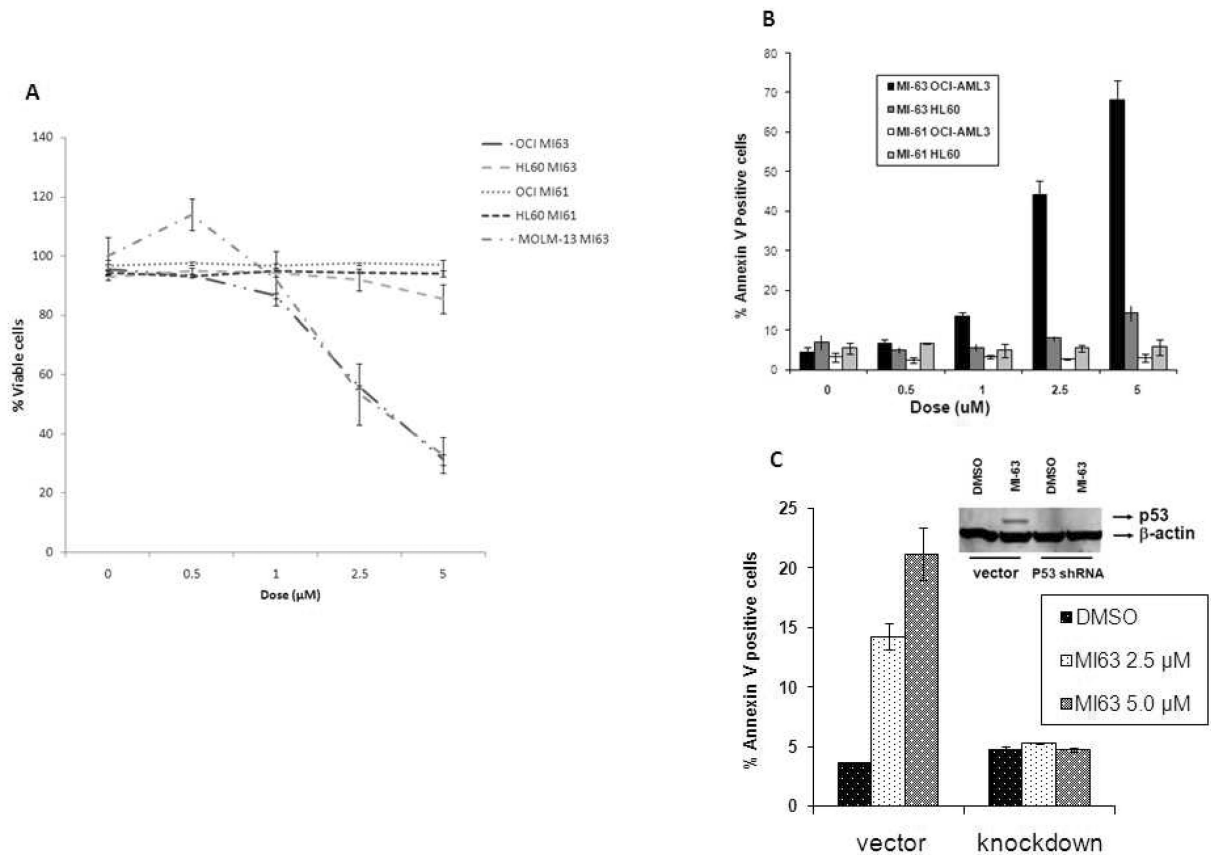 A
140
120
100
80
60
40
20
0
% Viable cells
0 0.5 1 2.5 5
Dose (µM)
OCI MI63
HL60 MI63
OCI MI61
HL60 MI61
MOLM-13 MI63
B
80
70
60
50
40
30
20
10
0
% Annexin V Positive cells
MI-63 OCI-AML3
MI-63 HL60
MI-61 OCI-AML3
MI-61 HL60
0 0.5 1 2.5 5
Dose (uM)
C
25
20
15
10
5
0
% Annexin V positive cells
DMSO MI-63 DMSO MI-63
p53
β-actin
vector P53 shRNA
DMSO
MI63 2.5 µM
MI63 5.0 µM
vector knockdown